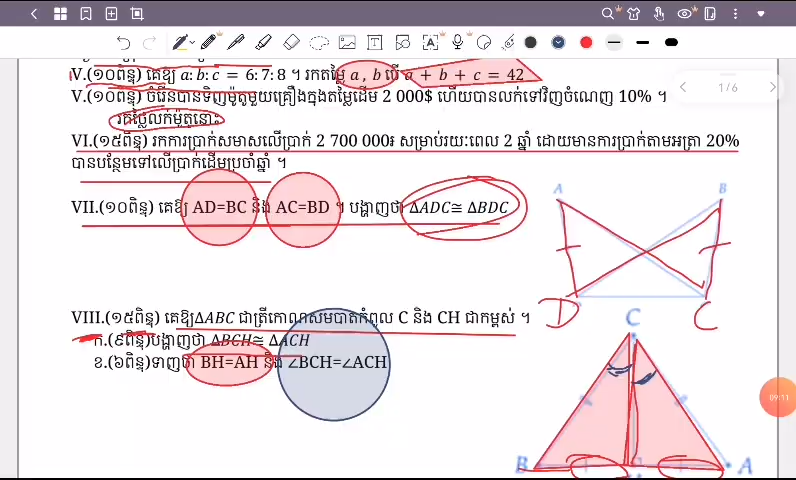 V.(១០ពិន្ទុ) គេឱ្យ a:b:c = 6:7:8 ។ រកតម្លៃ a , b បើ a + b + c = 42
1/6
V.(១០ពិន្ទុ) ចំរើនបានទិញម៉ូតូមួយគ្រឿងក្នុងតម្លៃដើម 2 000$ ហើយបានលក់ទៅវិញចំណេញ 10% ។
រកថ្លៃលក់ម៉ូតូនោះ
VI.(១៥ពិន្ទុ) រកការប្រាក់សមាសលើប្រាក់ 2 700 000៛ សម្រាប់រយៈពេល 2 ឆ្នាំ ដោយមានការប្រាក់តាមអត្រា 20%
បានបន្ថែមទៅលើប្រាក់ដើមប្រចាំឆ្នាំ ។
VII.(១០ពិន្ទុ) គេឱ្យ AD=BC និង AC=BD ។ បង្ហាញថា ΔADC≅ ΔBDC
A B
D C
VIII.(១៥ពិន្ទុ) គេឱ្យΔABC ជាត្រីកោណសមបាតកំពូល C និង CH ជាកម្ពស់ ។
ក.(៩ពិន្ទុ)បង្ហាញថា ΔBCH≅ ΔACH
ខ.(៦ពិន្ទុ)ទាញថា BH=AH និង ∠BCH=∠ACH
C
B A
09:11